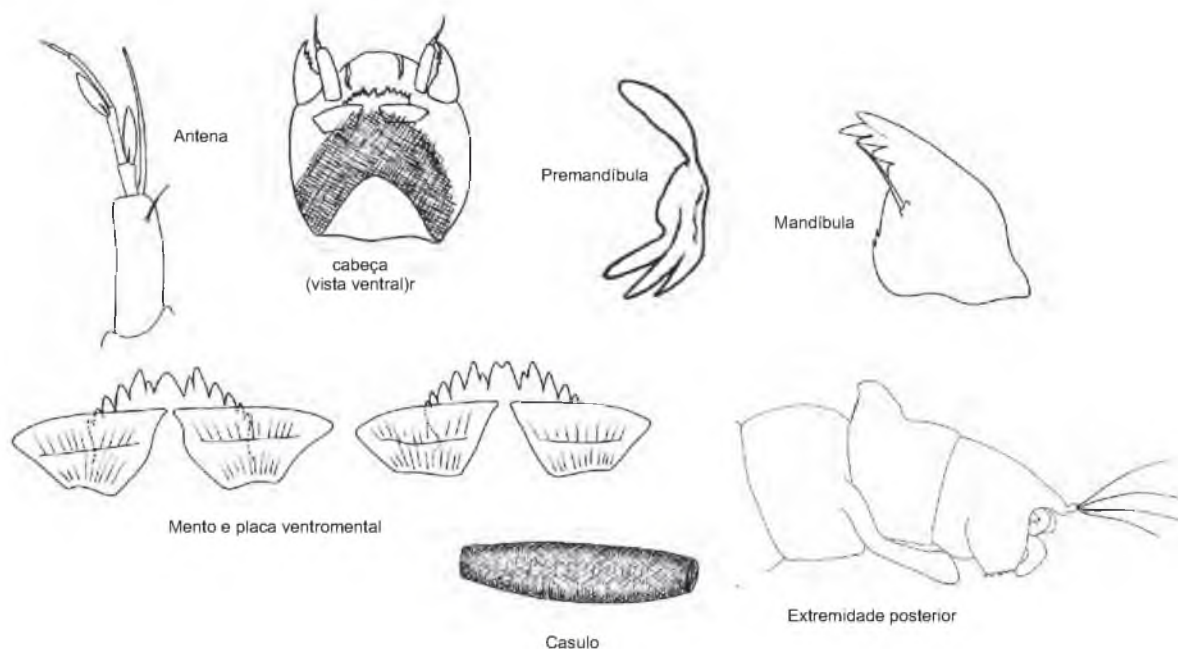 Antena
cabeça
(vista ventral)r
Premandíbula
Mandíbula
Mento e placa ventromental
Casulo
Extremidade posterior